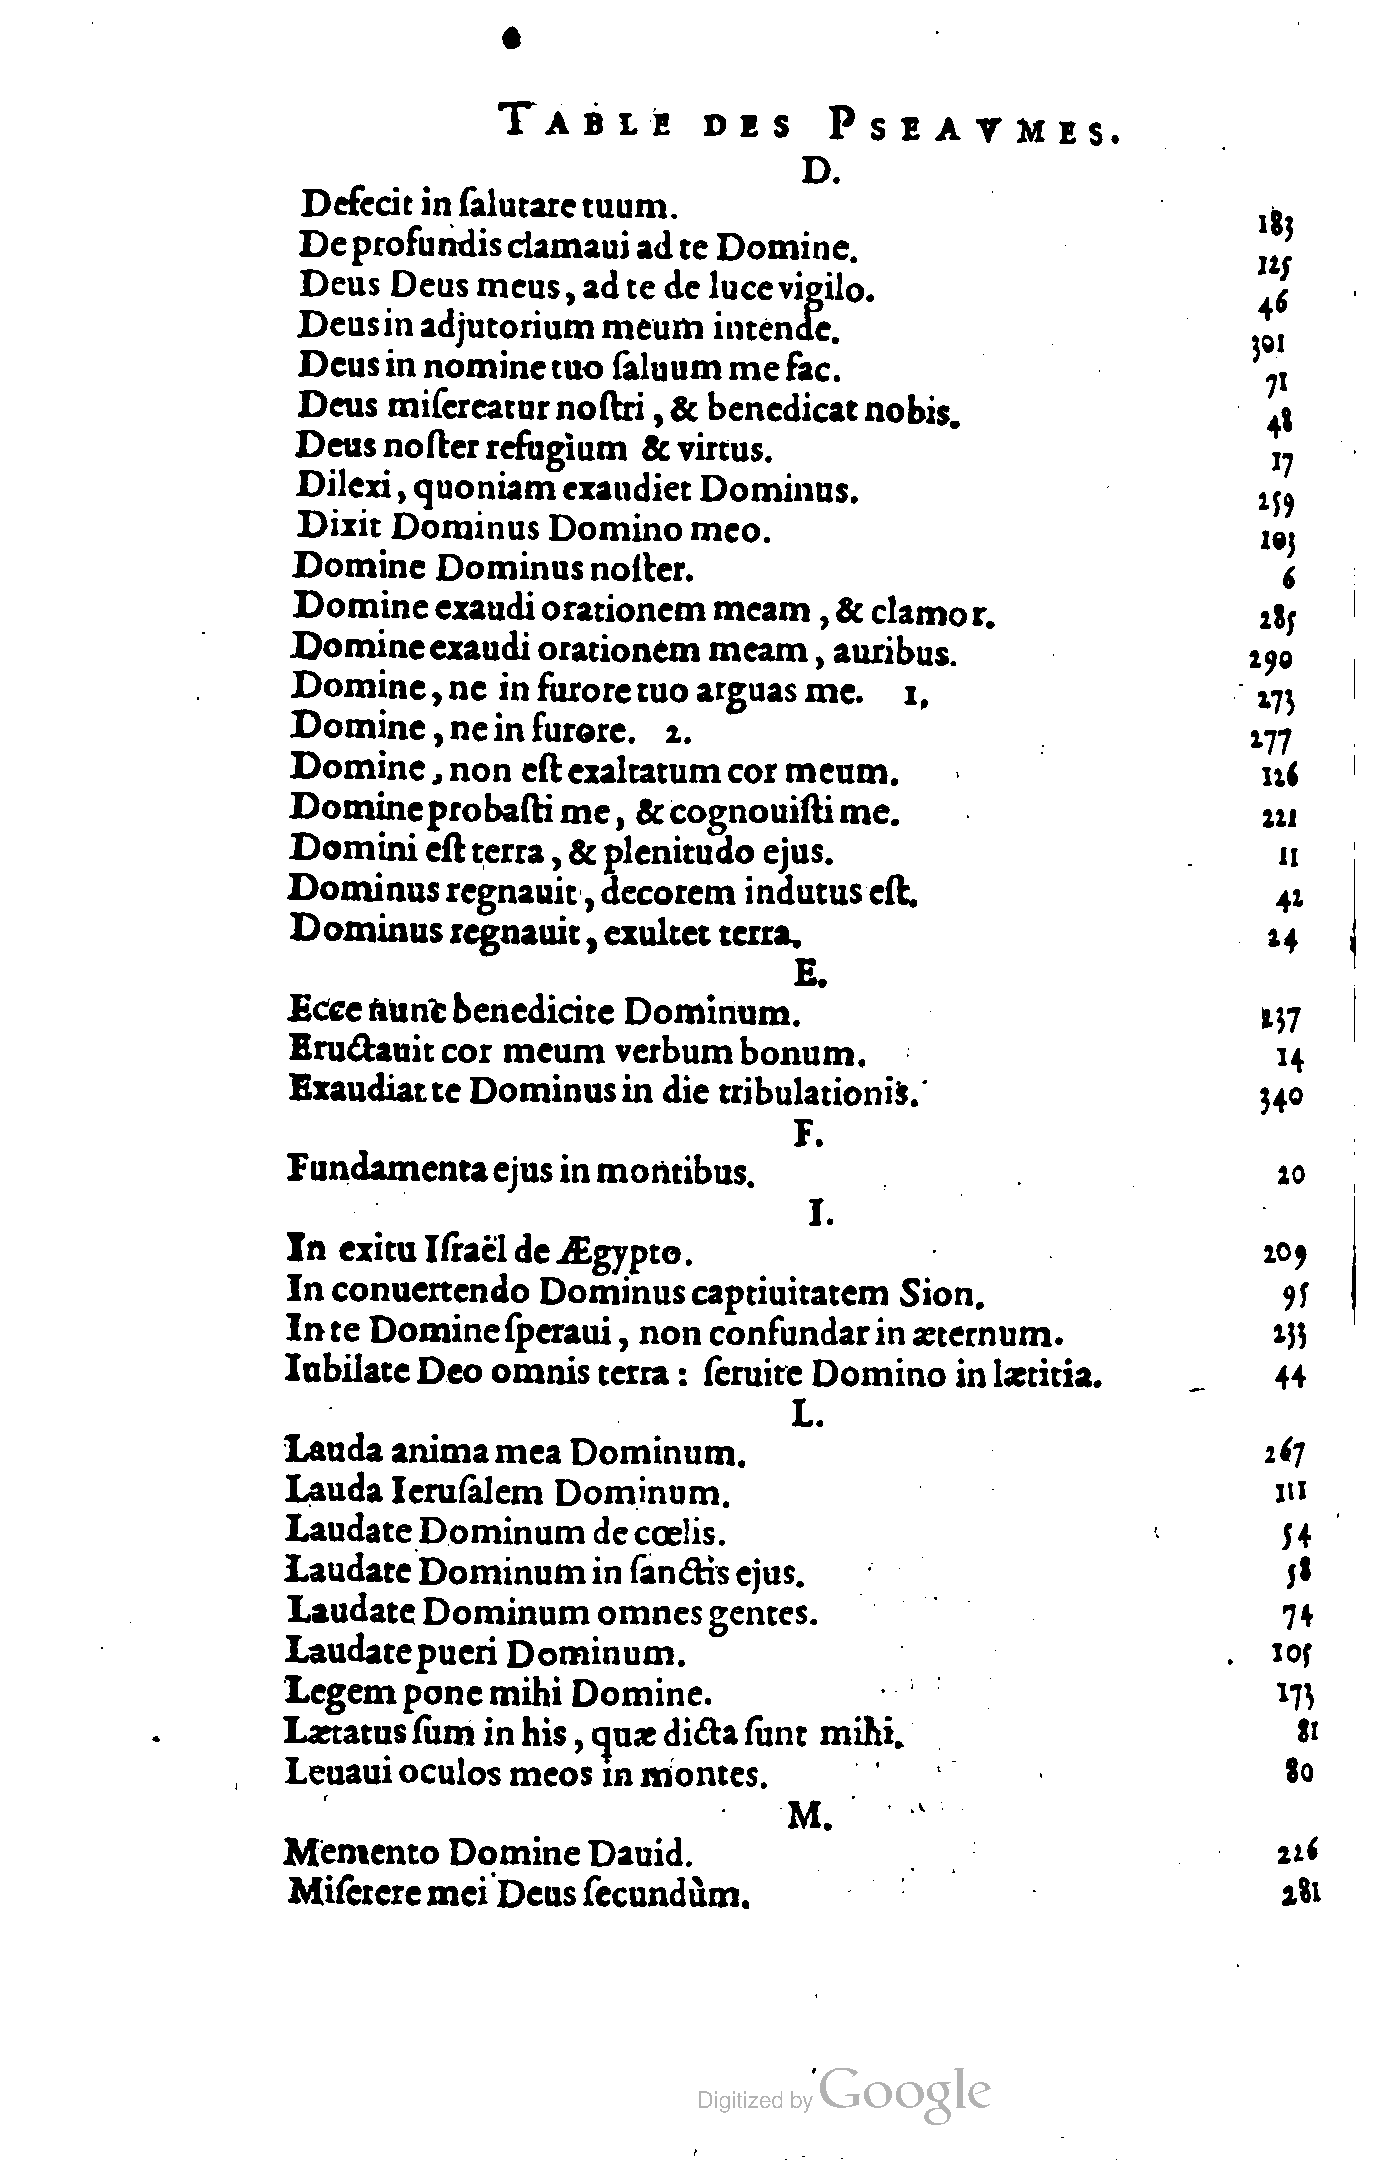 TABLE DES PSEAVMES.
D.
Defecit in ſalutare tuum. 183
De profundis clamaui ad te Domine. 125
Deus Deus meus, ad te de luce vigilo. 46
Deus in adjutorium meum intende. 301
Deus in nomine tuo ſaluum me fac. 71
Deus miſereatur noſtri, & benedicat nobis. 48
Deus noſter refugium & virtus. 17
Dilexi, quoniam exaudiet Dominus. 259
Dixit Dominus Domino meo. 103
Domine Dominus noſter. 6
Domine exaudi orationem meam, & clamor. 285
Domine exaudi orationem meam, auribus. 290
Domine, ne in furore tuo arguas me. 1. 273
Domine, ne in furore. 2. 277
Domine, non eſt exaltatum cor meum. 126
Domine probaſti me, & cognouiſti me. 221
Domini eſt terra, & plenitudo ejus. 11
Dominus regnauit, decorem indutus eſt. 42
Dominus regnauit, exultet terra. 24
E.
Ecce nunc benedicite Dominum. 237
Eructauit cor meum verbum bonum. 14
Exaudiat te Dominus in die tribulationis. 340
F.
Fundamenta ejus in montibus. 20
I.
In exitu Iſraël de Ægypto. 209
In conuertendo Dominus captiuitatem Sion. 95
In te Domine ſperaui, non confundar in æternum. 233
Iubilate Deo omnis terra: ſeruite Domino in lætitia. 44
L.
Lauda anima mea Dominum. 267
Lauda Ieruſalem Dominum. 111
Laudate Dominum de cœlis. 54
Laudate Dominum in ſanctis ejus. 58
Laudate Dominum omnes gentes. 74
Laudate pueri Dominum. 105
Legem pone mihi Domine. 173
Lætatus ſum in his, quæ dicta ſunt mihi. 81
Leuaui oculos meos in montes. 80
M.
Memento Domine Dauid. 226
Miſerere mei Deus ſecundùm. 281
Digitized by Google